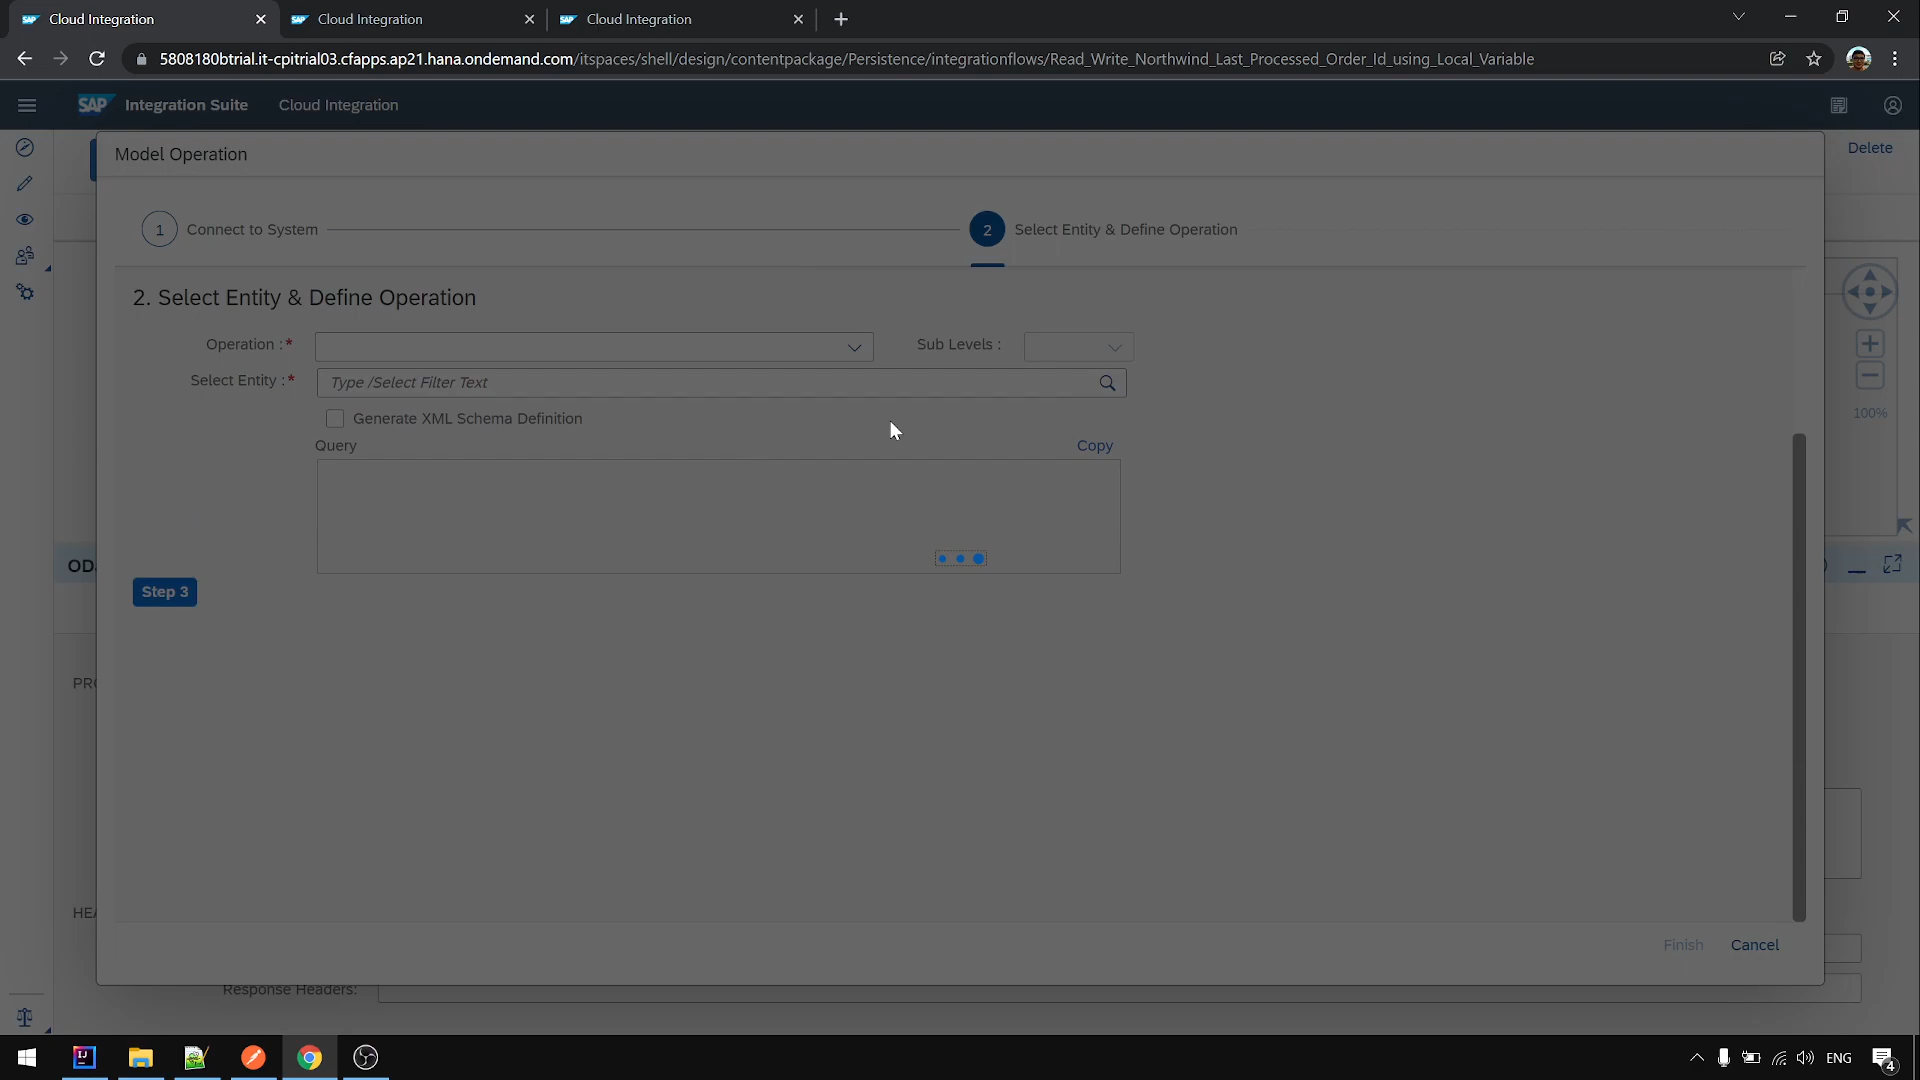 Cloud Integration
Cloud Integration
Cloud Integration
5808180btrial.it-cpitrial03.cfapps.ap21.hana.ondemand.com/itspaces/shell/design/contentpackage/Persistence/integrationflows/Read_Write_Northwind_Last_Processed_Order_Id_using_Local_Variable
SAP Integration Suite Cloud Integration
Model Operation
Delete
1 Connect to System
2 Select Entity & Define Operation
2. Select Entity & Define Operation
Operation :*
Sub Levels :
Select Entity :* Type /Select Filter Text
Generate XML Schema Definition
100%
Query
Copy
OD
Step 3
PRO
HEA
Finish
Cancel
Response Headers:
ENG
4